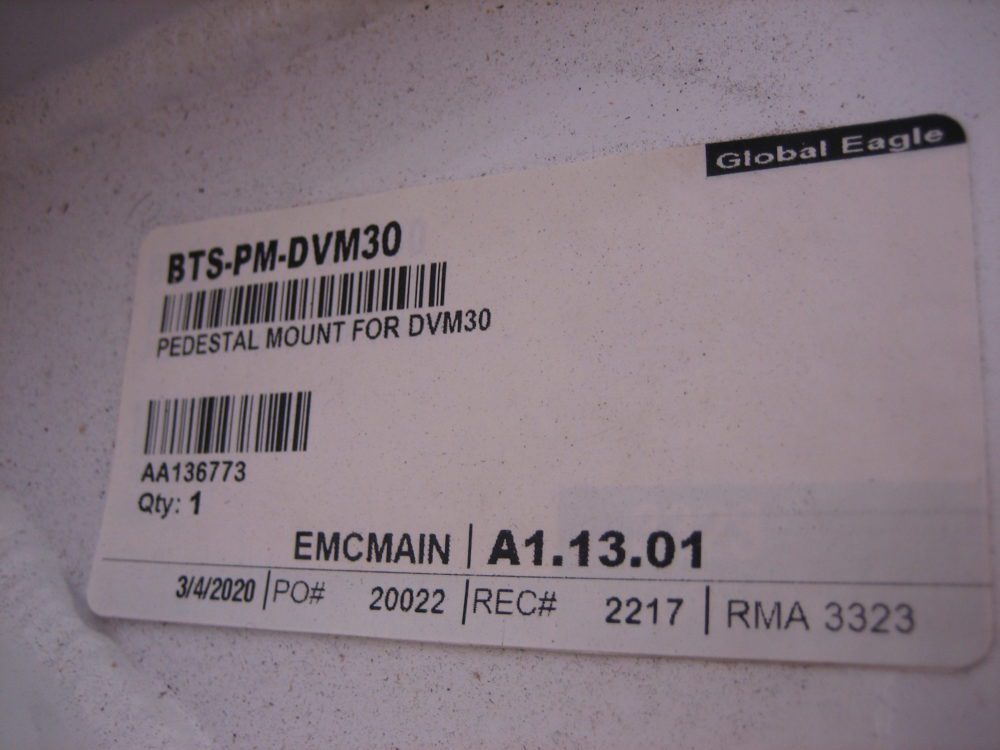 Global Eagle
BTS-PM-DVM30
PEDESTAL MOUNT FOR DVM30
AA136773
Qty: 1
EMCMAIN | A1.13.01
3/4/2020 | PO# 20022 | REC# 2217 | RMA 3323